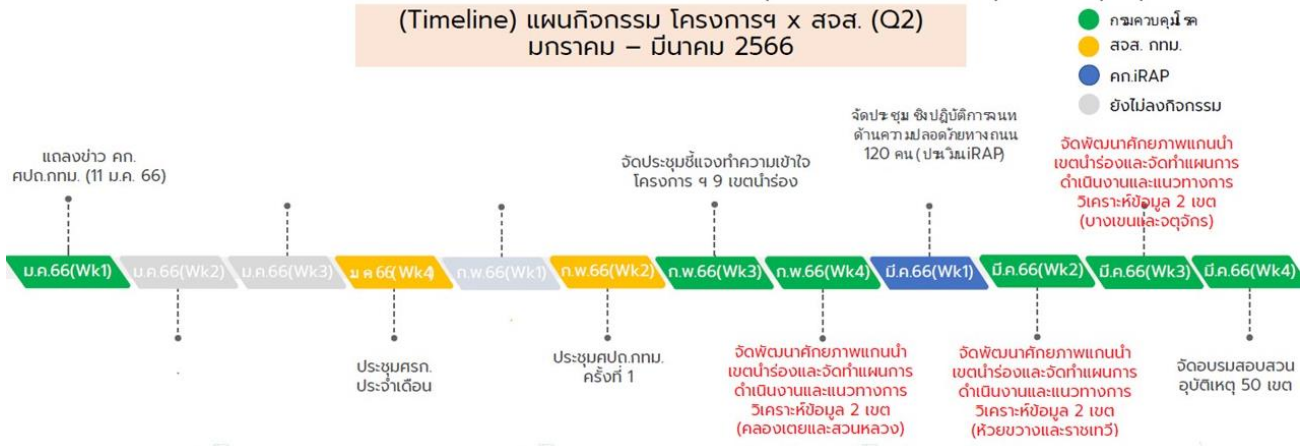 (Timeline) แผนกิจกรรม โครงการฯ x สจส. (Q2)
มกราคม – มีนาคม 2566
กรมควบคุมโรค
สจส. กทม.
คก.iRAP
ยังไม่ลงกิจกรรม
แถลงข่าว คก.
ศปถ.กทม. (11 ม.ค. 66)
จัดประชุมชี้แจงทำความเข้าใจ
โครงการ ฯ 9 เขตนำร่อง
จัดประชุม ชิงปฏิบัติการจนท
ด้านความปลอดภัยทางถนน
120 คน (ประเมินiRAP)
จัดพัฒนาศักยภาพแกนนำ
เขตนำร่องและจัดทำแผนการ
ดำเนินงานและแนวทางการ
วิเคราะห์ข้อมูล 2 เขต
(บางเขนและจตุจักร)
ม.ค.66(Wk1) ม.ค.66(Wk2) ม.ค.66(Wk3) ม ค 66(Wk4) ก.พ.66(Wk1) ก.พ.66(Wk2) ก.พ.66(Wk3) ก.พ.66(Wk4) มี.ค.66(Wk1) มี.ค.66(Wk2) มี.ค.66(Wk3) มี.ค.66(Wk4)
ประชุมศรก.
ประจำเดือน
ประชุมศปถ.กทม.
ครั้งที่ 1
จัดพัฒนาศักยภาพแกนนำ
เขตนำร่องและจัดทำแผนการ
ดำเนินงานและแนวทางการ
วิเคราะห์ข้อมูล 2 เขต
(คลองเตยและสวนหลวง)
จัดพัฒนาศักยภาพแกนนำ
เขตนำร่องและจัดทำแผนการ
ดำเนินงานและแนวทางการ
วิเคราะห์ข้อมูล 2 เขต
(ห้วยขวางและราชเทวี)
จัดอบรมสอบสวน
อุบัติเหตุ 50 เขต